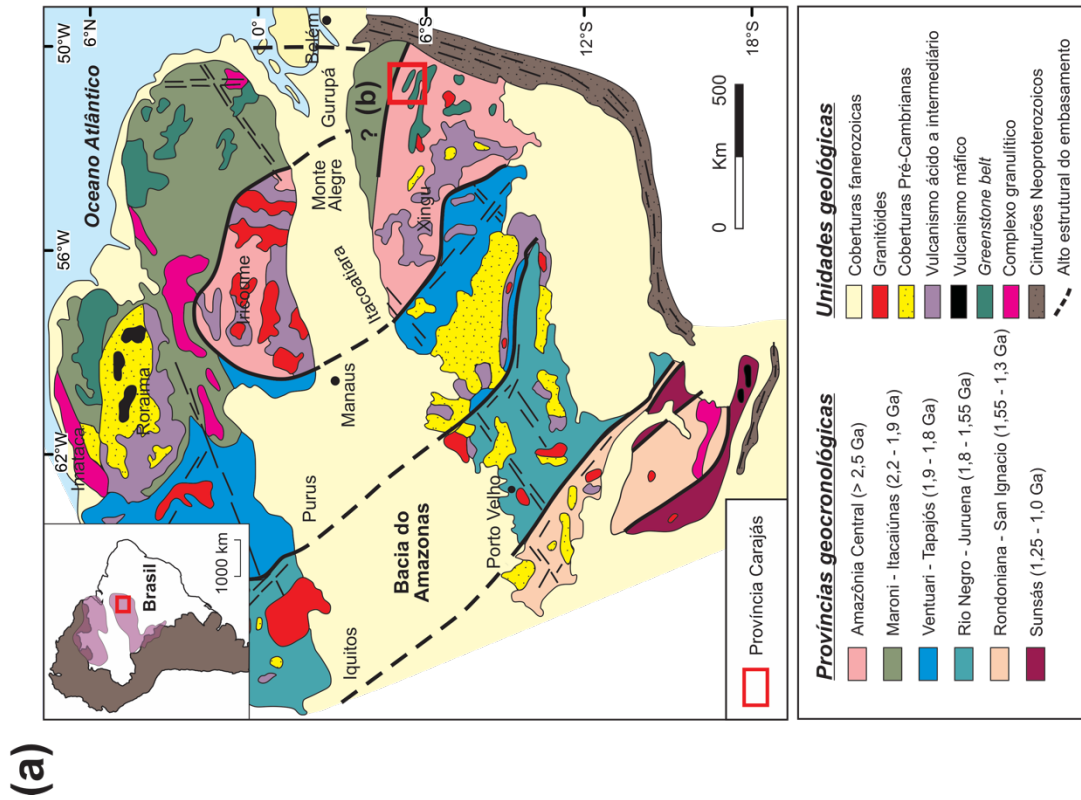 (a)
Oceano Atlântico
62°W
56°W
50°W
6°N
0°
6°S
12°S
18°S
Brasil
1000 km
Imataca
Roraima
Iricoumé
Monte
Alegre
Gurupá
Belém
? (b)
Xingu
Itacoatiara
Manaus
Purus
Bacia do
Amazonas
Porto Velho
Iquitos
0
Km
500
Província Carajás
Províncias geocronológicas
Amazônia Central (> 2,5 Ga)
Maroni - Itacaiúnas (2,2 - 1,9 Ga)
Ventuari - Tapajós (1,9 - 1,8 Ga)
Rio Negro - Juruena (1,8 - 1,55 Ga)
Rondoniana - San Ignacio (1,55 - 1,3 Ga)
Sunsás (1,25 - 1,0 Ga)
Unidades geológicas
Coberturas fanerozoicas
Granitóides
Coberturas Pré-Cambrianas
Vulcanismo ácido a intermediário
Vulcanismo máfico
Greenstone belt
Complexo granulítico
Cinturões Neoproterozoicos
Alto estrutural do embasamento